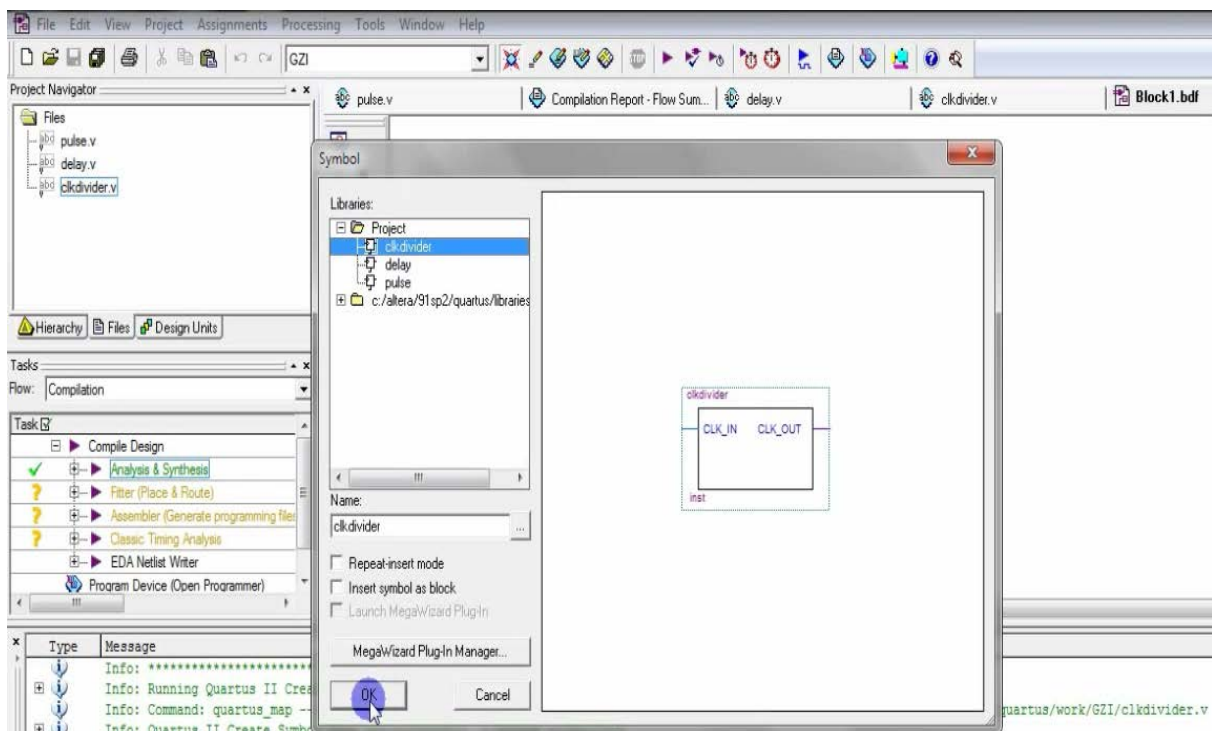 File Edit View Project Assignments Processing Tools Window Help
GZI
Project Navigator
pulse.v Compilation Report - Flow Sum... delay.v clkdivider.v Block1.bdf
Files
pulse.v
delay.v
clkdivider.v
Hierarchy Files Design Units
Tasks
Flow: Compilation
Task
Compile Design
Analysis & Synthesis
Fitter (Place & Route)
Assembler (Generate programming files
Classic Timing Analysis
EDA Netlist Writer
Program Device (Open Programmer)
Symbol
Libraries:
Project
clkdivider
delay
pulse
c:/altera/91sp2/quartus/libraries
Name:
clkdivider
...
Repeat-insert mode
Insert symbol as block
Launch MegaWizard Plug-In
MegaWizard Plug-In Manager...
OK Cancel
clkdivider
CLK_IN CLK_OUT
inst
Type Message
Info: ************************
Info: Running Quartus II Crea
Info: Command: quartus_map -- quartus/work/GZI/clkdivider.v
Info: Quartus II Create Symbo